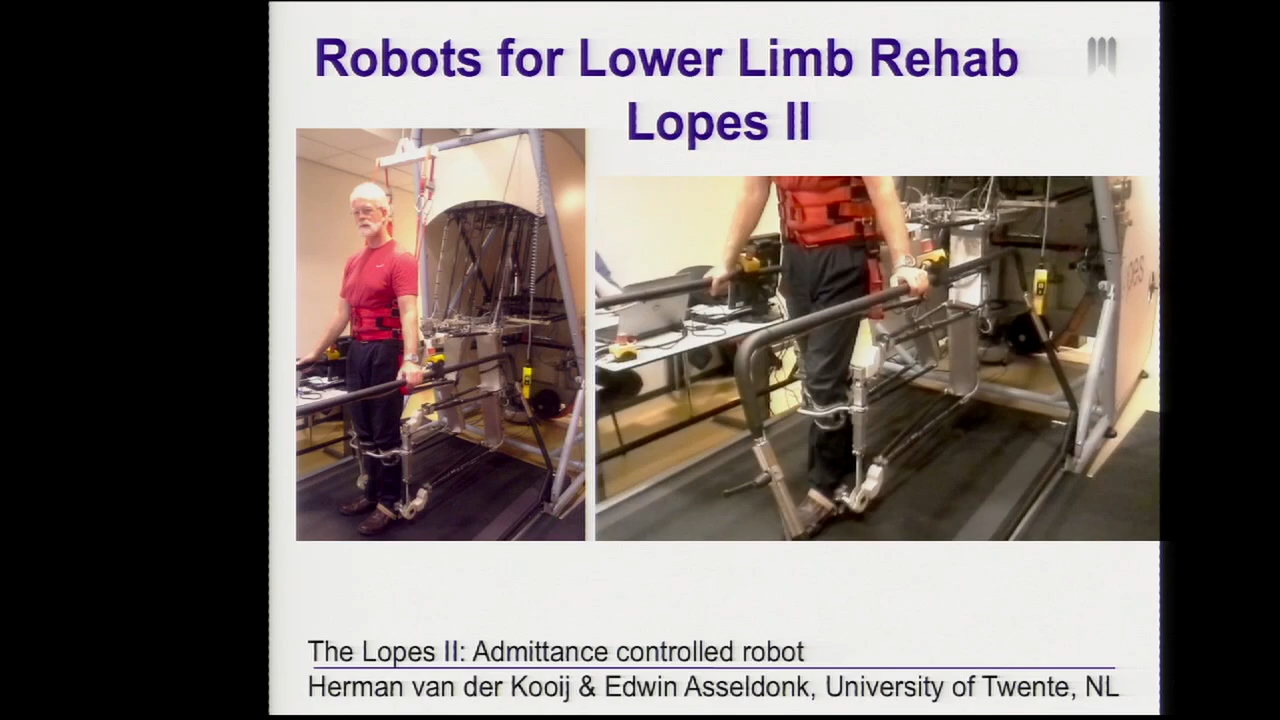 Robots for Lower Limb Rehab
Lopes II
The Lopes II: Admittance controlled robot
Herman van der Kooij & Edwin Asseldonk, University of Twente, NL